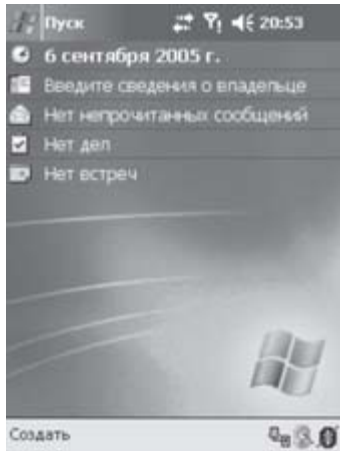 Пуск 20:53
6 сентября 2005 г.
Введите сведения о владельце
Нет непрочитанных сообщений
Нет дел
Нет встреч
Создать